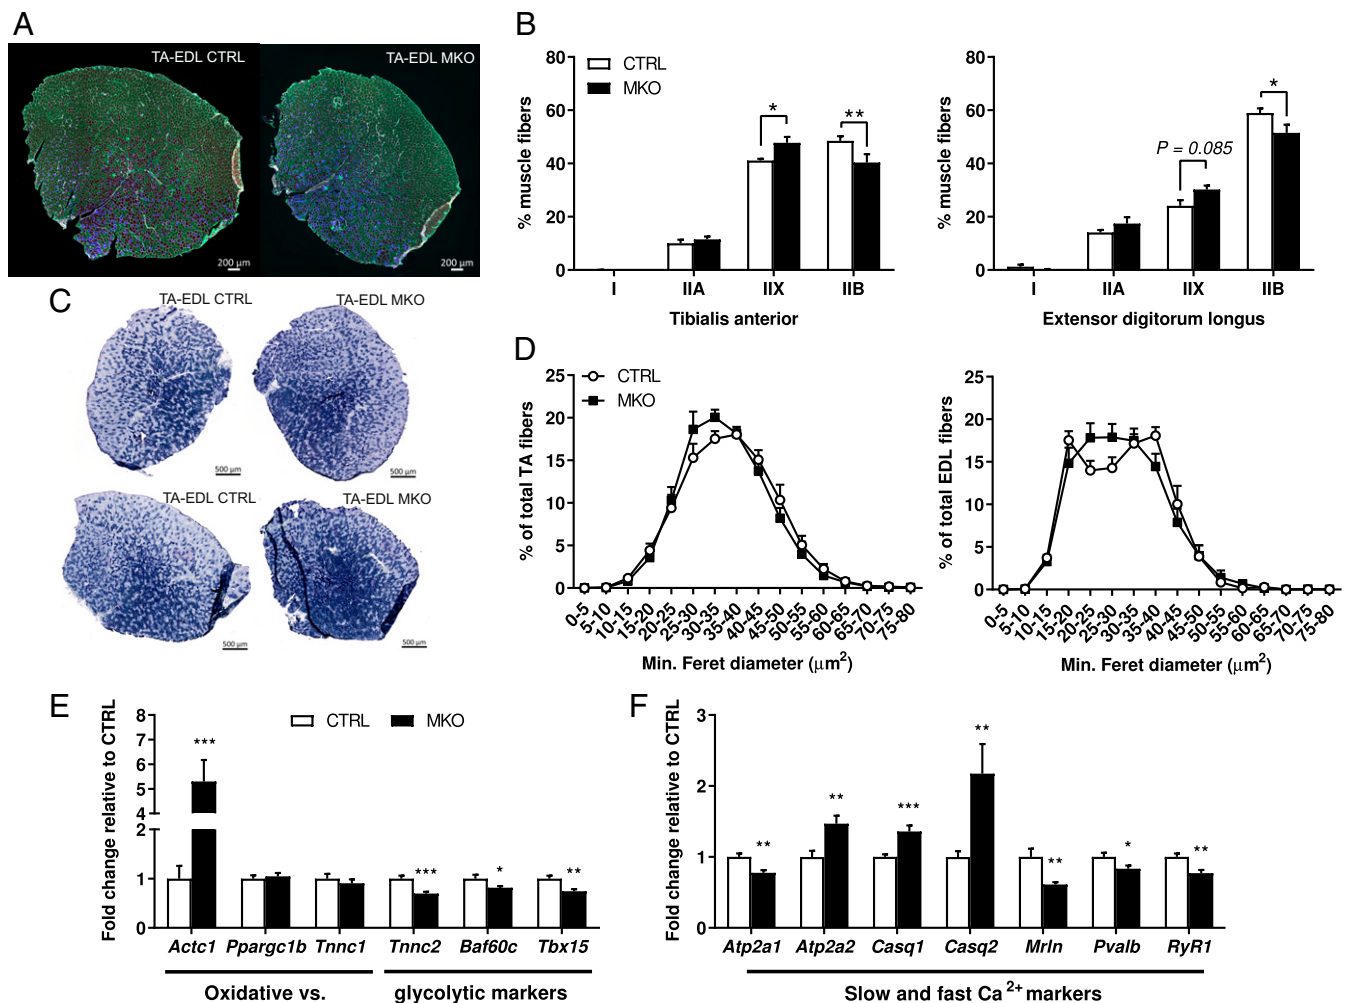 A
TA-EDL CTRL
TA-EDL MKO
200 µm
200 µm
B
CTRL
MKO
% muscle fibers
80
60
40
20
0
*
**
I IIA IIX IIB
Tibialis anterior
% muscle fibers
80
60
40
20
0
P = 0.085
*
I IIA IIX IIB
Extensor digitorum longus
C
TA-EDL CTRL
TA-EDL MKO
500 µm
500 µm
TA-EDL CTRL
TA-EDL MKO
500 µm
500 µm
D
CTRL
MKO
% of total TA fibers
25
20
15
10
5
0
0-5 5-10 10-15 15-20 20-25 25-30 30-35 35-40 40-45 45-50 50-55 55-60 60-65 65-70 70-75 75-80
Min. Feret diameter (µm²)
% of total EDL fibers
25
20
15
10
5
0
0-5 5-10 10-15 15-20 20-25 25-30 30-35 35-40 40-45 45-50 50-55 55-60 60-65 65-70 70-75 75-80
Min. Feret diameter (µm²)
E
CTRL MKO
Fold change relative to CTRL
8
7
6
5
4
2
1
0
***
***
*
**
Actc1 Ppargc1b Tnnc1 Tnnc2 Baf60c Tbx15
Oxidative vs. glycolytic markers
F
Fold change relative to CTRL
3
2
1
0
**
**
***
**
**
*
**
Atp2a1 Atp2a2 Casq1 Casq2 Mrln Pvalb RyR1
Slow and fast Ca²⁺ markers